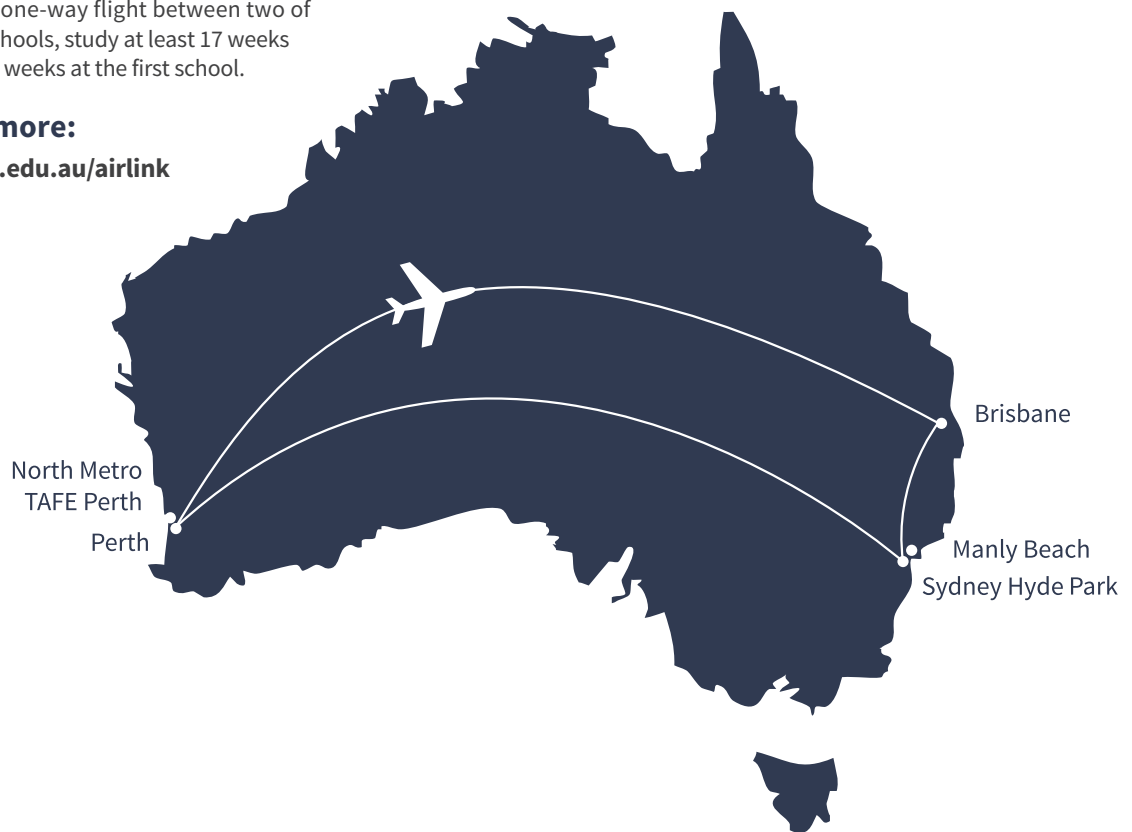 one-way flight between two of
hools, study at least 17 weeks
weeks at the first school.
more:
.edu.au/airlink
Brisbane
North Metro
TAFE Perth
Perth
Manly Beach
Sydney Hyde Park